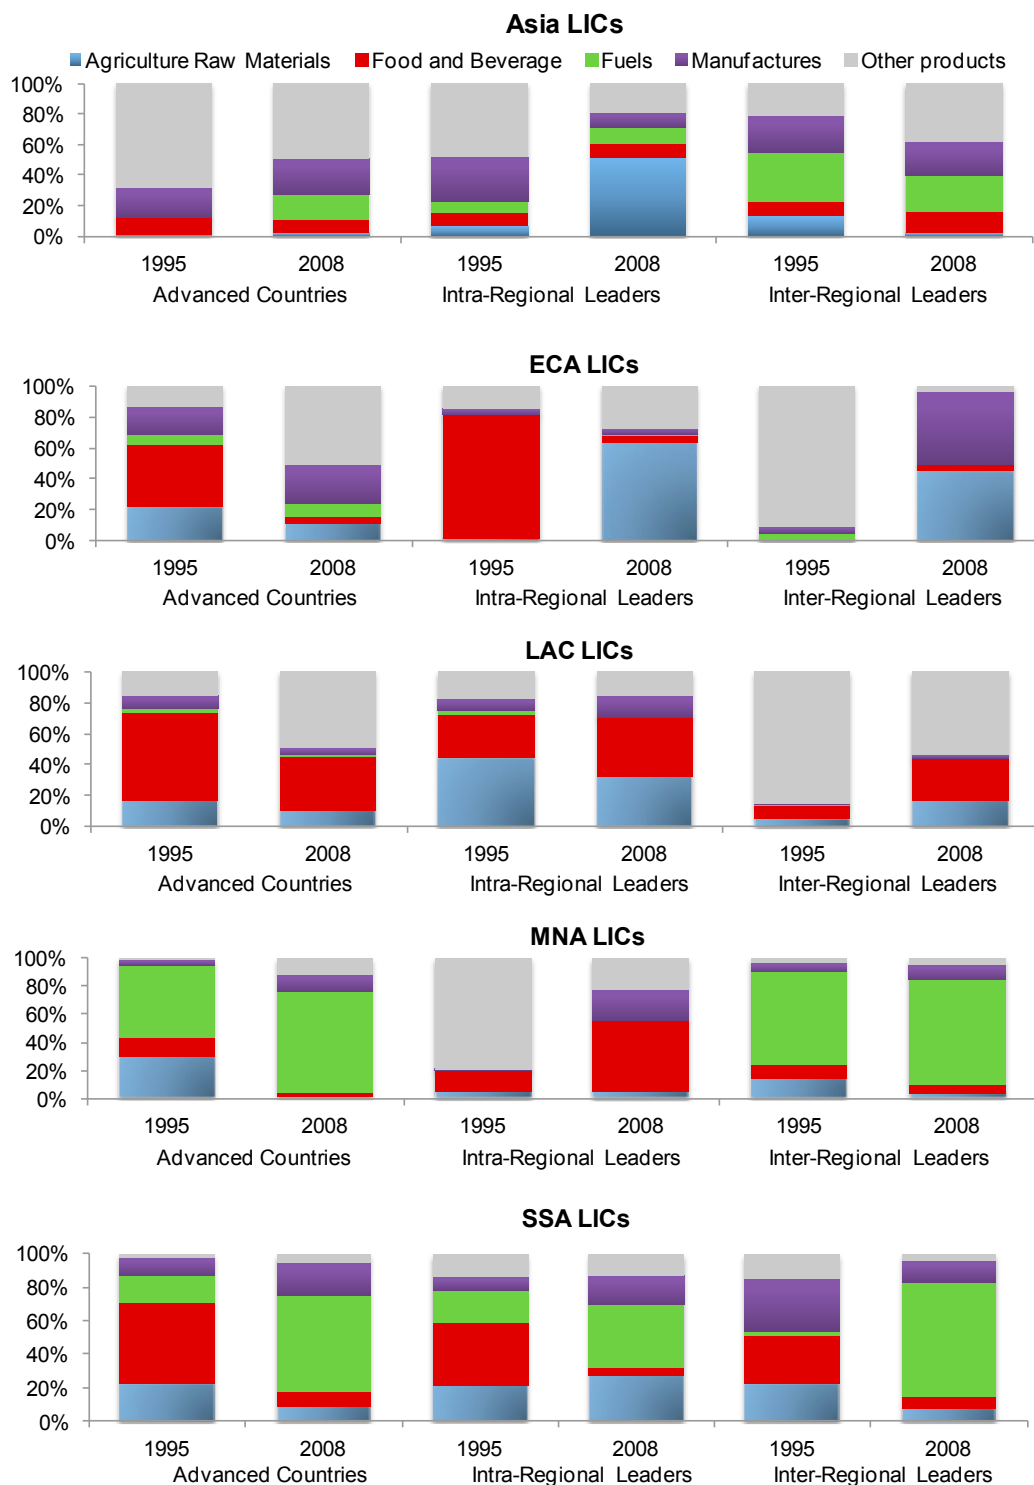 Asia LICs
Agriculture Raw Materials Food and Beverage Fuels Manufactures Other products
100%
80%
60%
40%
20%
0%
1995 2008 1995 2008 1995 2008
Advanced Countries Intra-Regional Leaders Inter-Regional Leaders
ECA LICs
100%
80%
60%
40%
20%
0%
1995 2008 1995 2008 1995 2008
Advanced Countries Intra-Regional Leaders Inter-Regional Leaders
LAC LICs
100%
80%
60%
40%
20%
0%
1995 2008 1995 2008 1995 2008
Advanced Countries Intra-Regional Leaders Inter-Regional Leaders
MNA LICs
100%
80%
60%
40%
20%
0%
1995 2008 1995 2008 1995 2008
Advanced Countries Intra-Regional Leaders Inter-Regional Leaders
SSA LICs
100%
80%
60%
40%
20%
0%
1995 2008 1995 2008 1995 2008
Advanced Countries Intra-Regional Leaders Inter-Regional Leaders